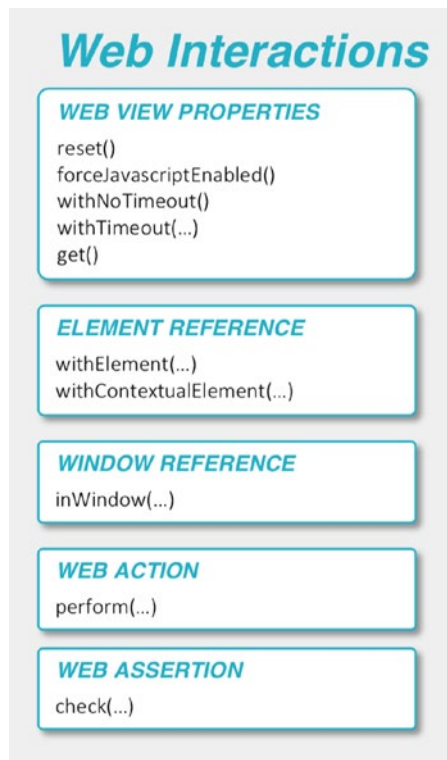 Web Interactions
WEB VIEW PROPERTIES
reset()
forceJavascriptEnabled()
withNoTimeout()
withTimeout(...)
get()
ELEMENT REFERENCE
withElement(...)
withContextualElement(...)
WINDOW REFERENCE
inWindow(...)
WEB ACTION
perform(...)
WEB ASSERTION
check(...)